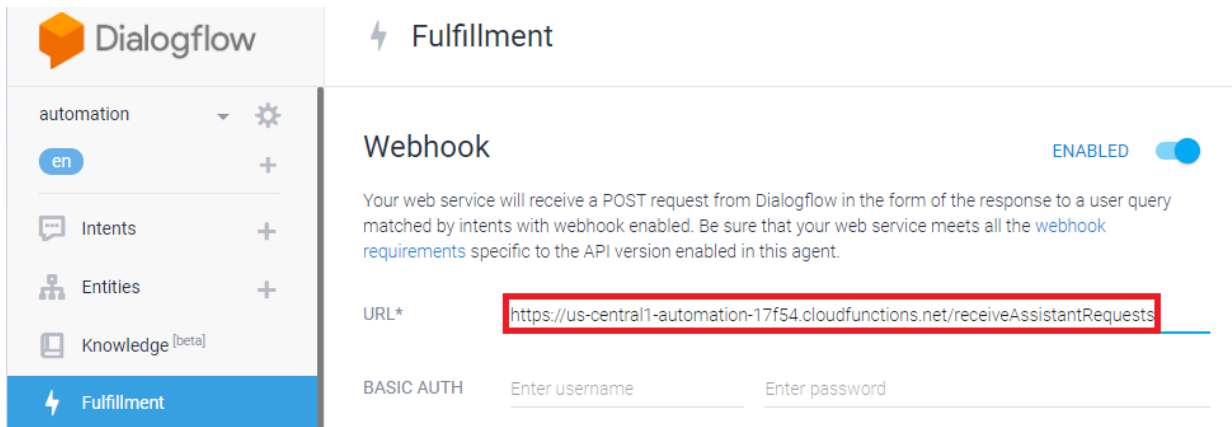 Dialogflow
Fulfillment
automation
en
Intents
Entities
Knowledge [beta]
Fulfillment
Webhook
ENABLED
Your web service will receive a POST request from Dialogflow in the form of the response to a user query
matched by intents with webhook enabled. Be sure that your web service meets all the webhook
requirements specific to the API version enabled in this agent.
URL*
https://us-central1-automation-17f54.cloudfunctions.net/receiveAssistantRequests
BASIC AUTH
Enter username
Enter password